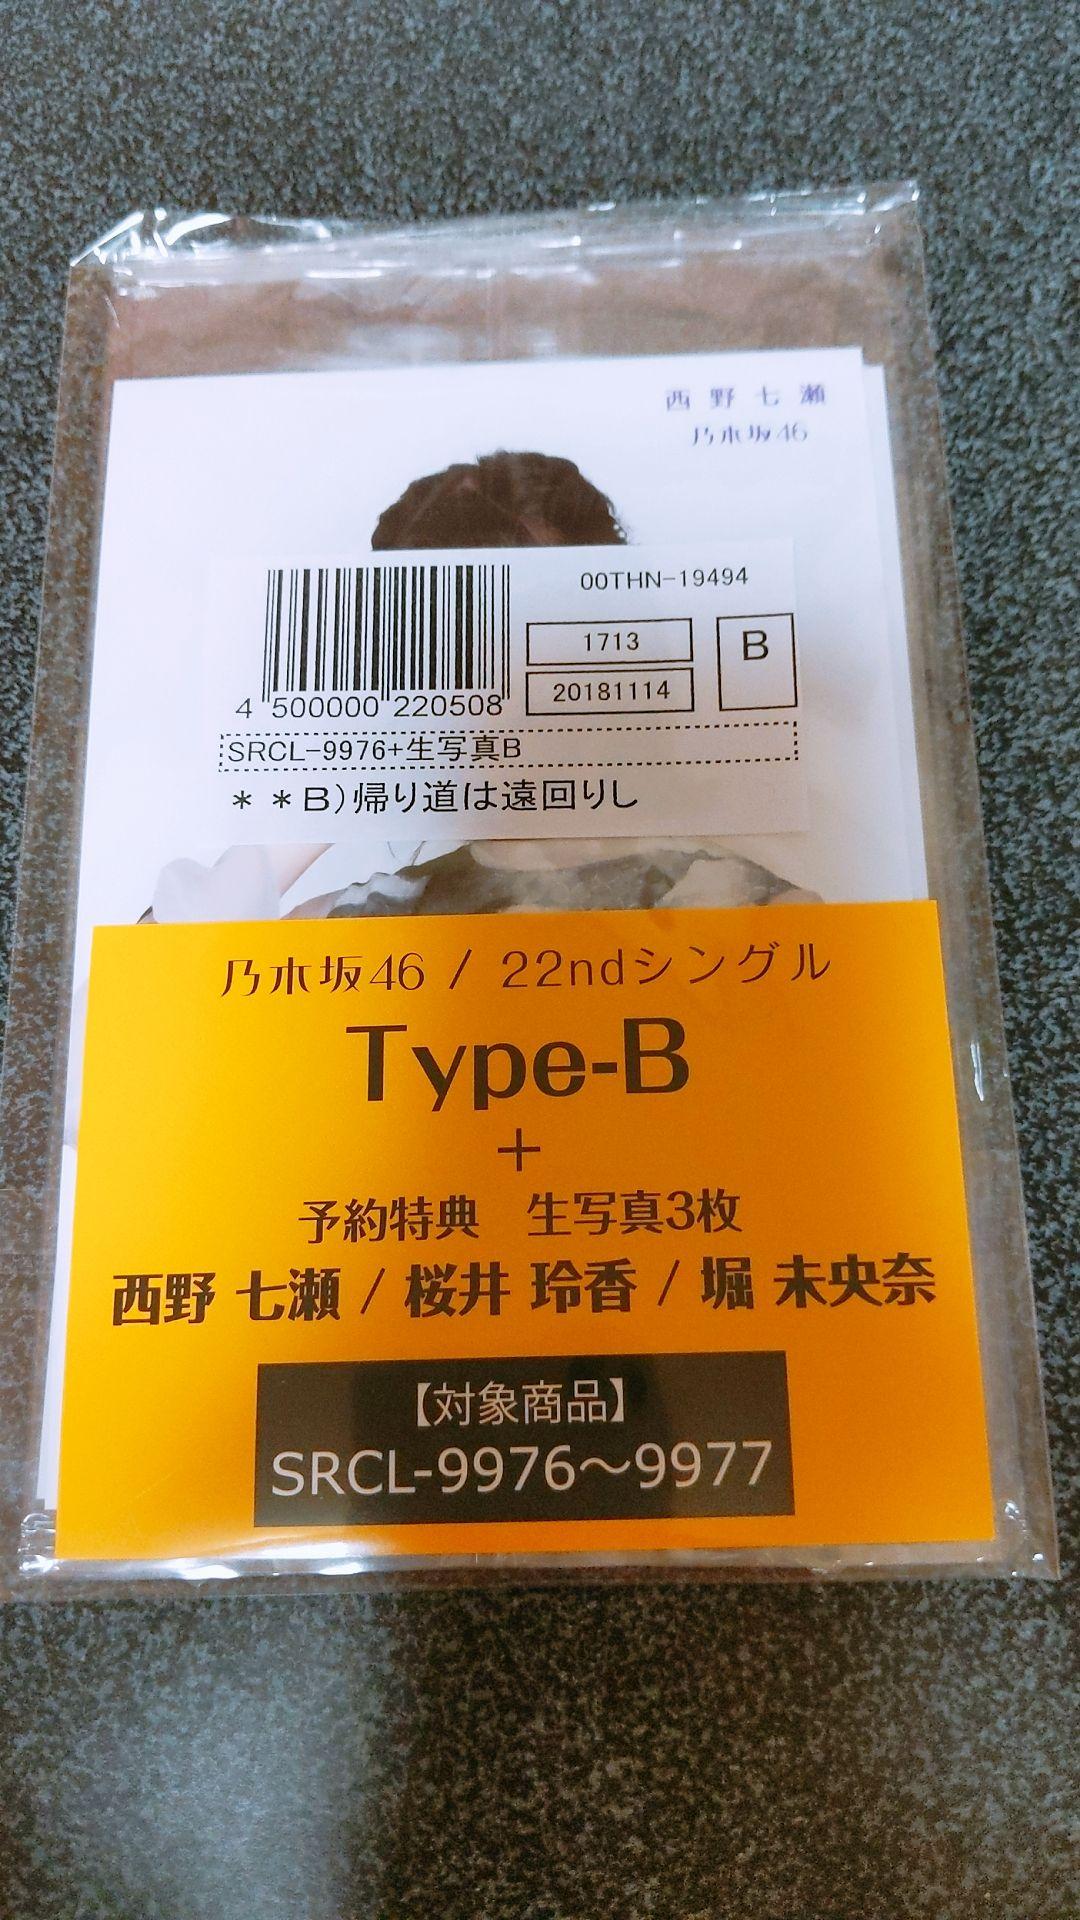 西野七瀬
乃木坂46
00THN-19494
1713
B
20181114
4 500000 220508
SRCL-9976+生写真B
＊＊B）帰り道は遠回りし
乃木坂46 / 22ndシングル
Type-B
+
予約特典 生写真3枚
西野 七瀬 / 桜井 玲香 / 堀 未央奈
【対象商品】
SRCL-9976～9977